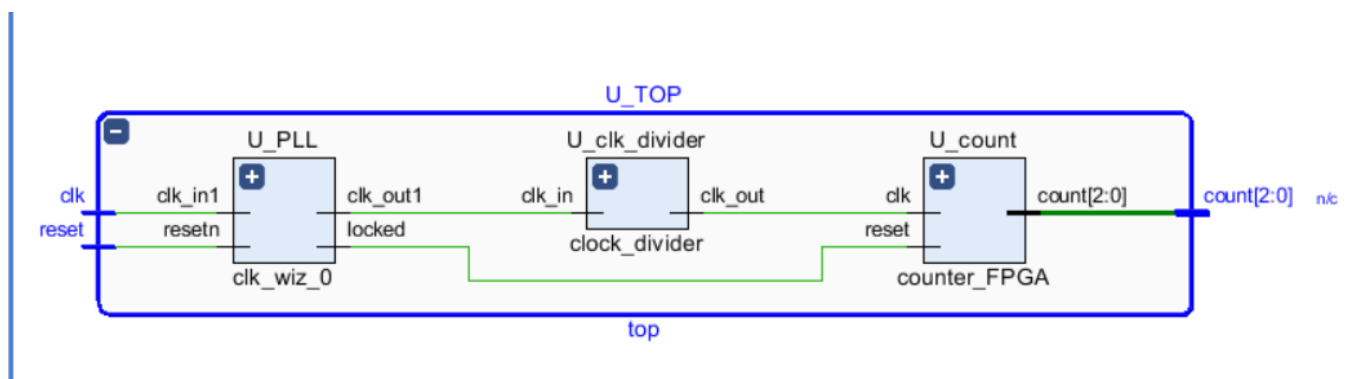 U_TOP
U_PLL
U_clk_divider
U_count
clk
clk_in1
clk_out1
clk_in
clk_out
clk
count[2:0]
count[2:0]
n/c
reset
resetn
locked
reset
clk_wiz_0
clock_divider
counter_FPGA
top